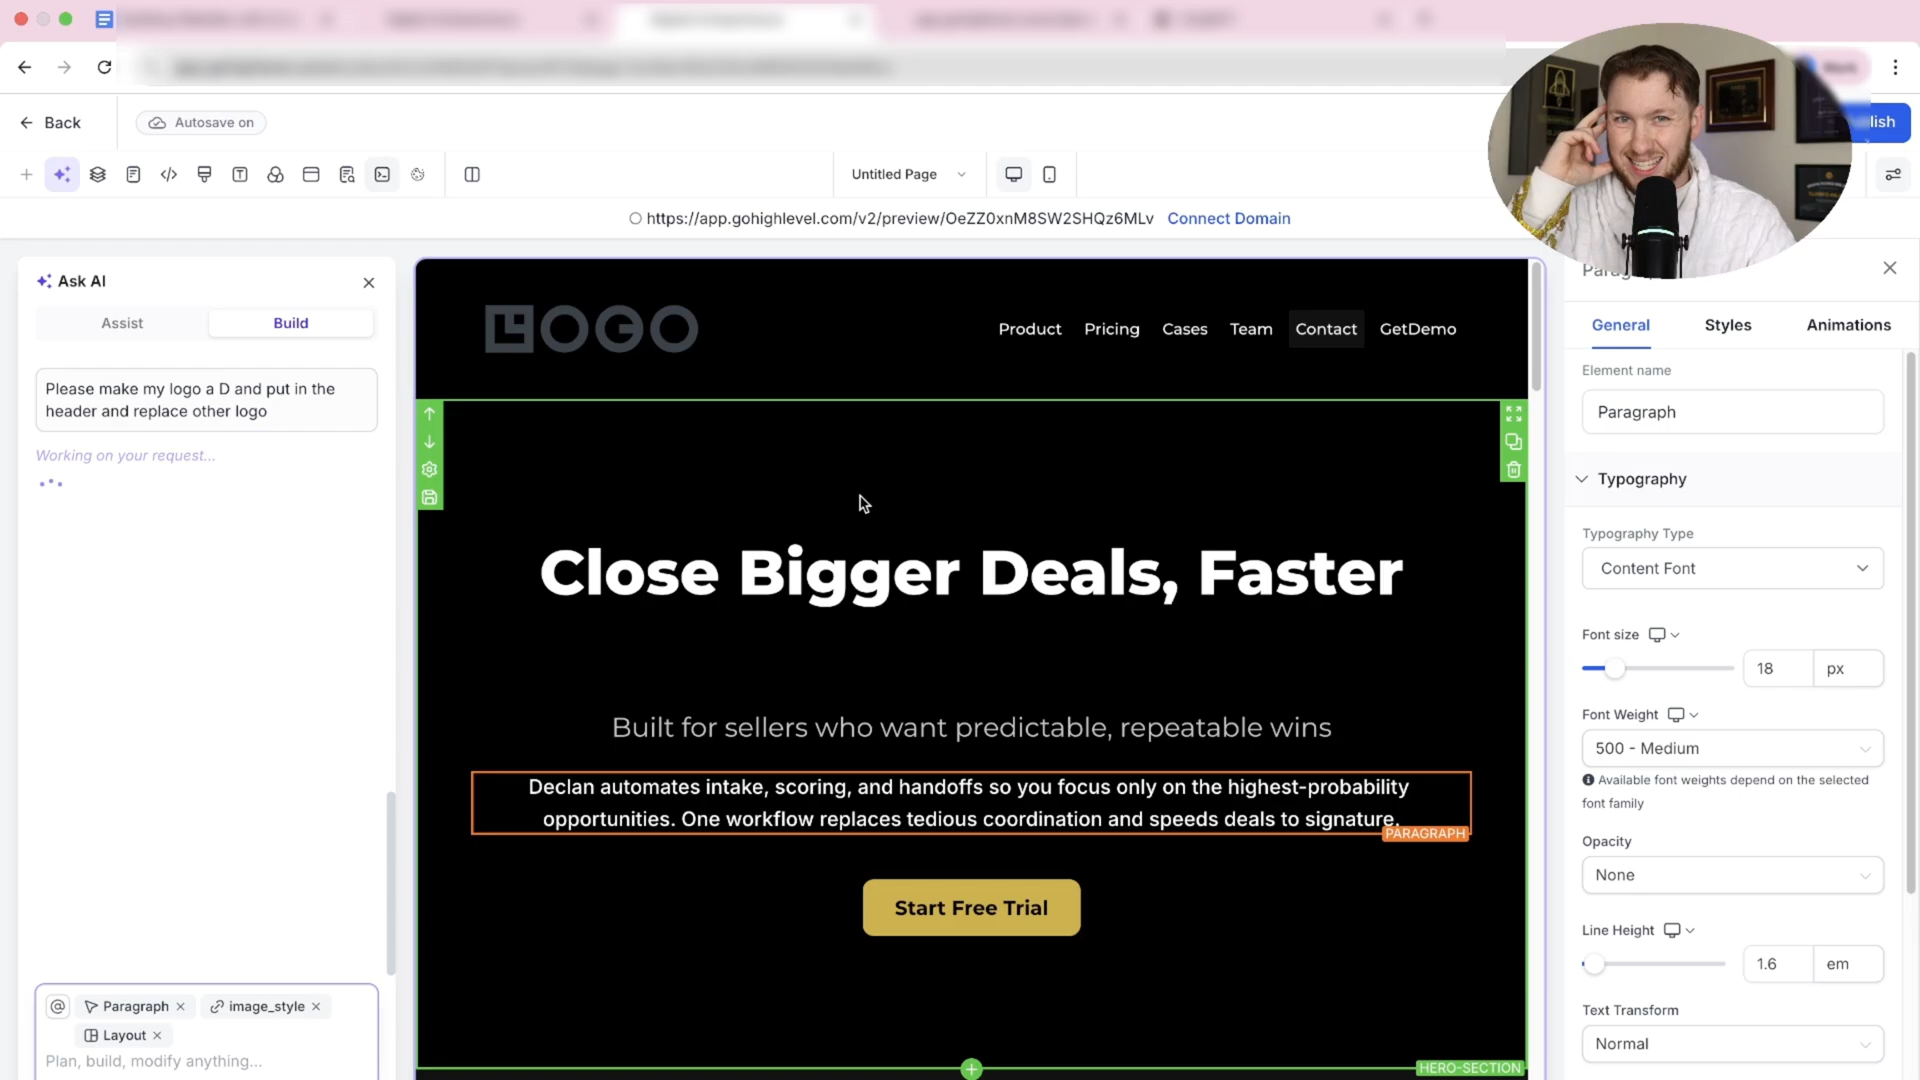 Back
Autosave on
lish
Untitled Page
https://app.gohighlevel.com/v2/preview/OeZZ0xnM8SW2SHQz6MLv Connect Domain
Ask AI
Assist
Build
Please make my logo a D and put in the
header and replace other logo
Working on your request...
@ Paragraph × image_style ×
Layout ×
Plan, build, modify anything...
LOGO
Product Pricing Cases Team Contact GetDemo
Close Bigger Deals, Faster
Built for sellers who want predictable, repeatable wins
Declan automates intake, scoring, and handoffs so you focus only on the highest-probability
opportunities. One workflow replaces tedious coordination and speeds deals to signature.
PARAGRAPH
Start Free Trial
HERO-SECTION
General Styles Animations
Element name
Paragraph
Typography
Typography Type
Content Font
Font size
18 px
Font Weight
500 - Medium
Available font weights depend on the selected
font family
Opacity
None
Line Height
1.6 em
Text Transform
Normal